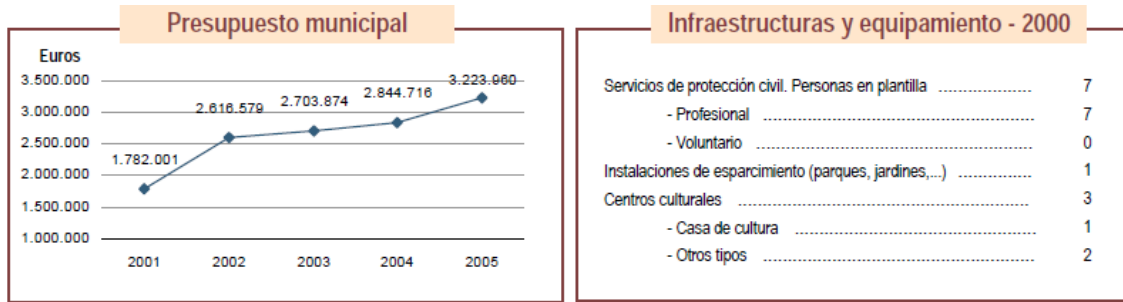 Presupuesto municipal
Euros
3.500.000
3.000.000
2.500.000
2.000.000
1.500.000
1.000.000
1.782.001
2.616.579
2.703.874
2.844.716
3.223.960
2001 2002 2003 2004 2005
Infraestructuras y equipamiento - 2000
Servicios de protección civil. Personas en plantilla .................. 7
- Profesional .................. 7
- Voluntario .................. 0
Instalaciones de esparcimiento (parques, jardines,...) ............... 1
Centros culturales .................. 3
- Casa de cultura .................. 1
- Otros tipos .................. 2